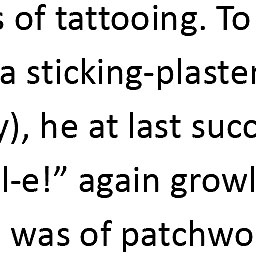 s of tattooing. To
a sticking-plaster
y), he at last succ
l-e!” again growl
was of patchwo